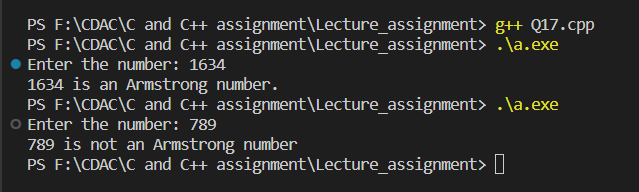 PS F:\CDAC\C and C++ assignment\Lecture_assignment> g++ Q17.cpp
PS F:\CDAC\C and C++ assignment\Lecture_assignment> .\a.exe
Enter the number: 1634
1634 is an Armstrong number.
PS F:\CDAC\C and C++ assignment\Lecture_assignment> .\a.exe
Enter the number: 789
789 is not an Armstrong number
PS F:\CDAC\C and C++ assignment\Lecture_assignment>